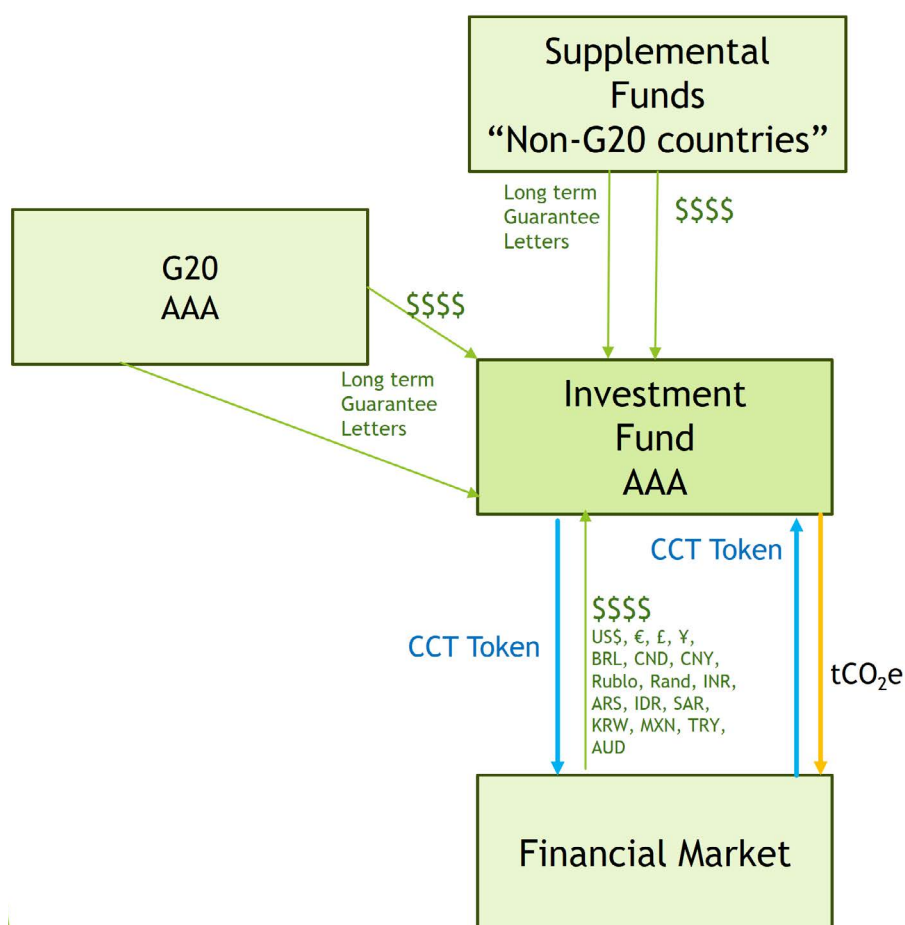 Supplemental
Funds
“Non-G20 countries”
Long term
Guarantee
Letters
$$$$
G20
AAA
$$$$
Long term
Guarantee
Letters
Investment
Fund
AAA
CCT Token
CCT Token
$$$$
US$, €, £, ¥,
BRL, CND, CNY,
Rublo, Rand, INR,
ARS, IDR, SAR,
KRW, MXN, TRY,
AUD
tCO₂e
Financial Market